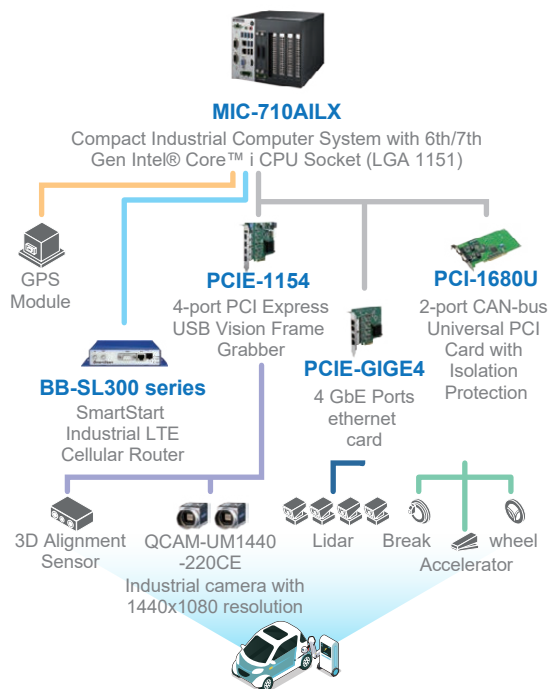 MIC-710AILX
Compact Industrial Computer System with 6th/7th
Gen Intel® Core™ i CPU Socket (LGA 1151)
GPS
Module
PCIE-1154
4-port PCI Express
USB Vision Frame
Grabber
PCI-1680U
2-port CAN-bus
Universal PCI
Card with
Isolation
Protection
BB-SL300 series
SmartStart
Industrial LTE
Cellular Router
PCIE-GIGE4
4 GbE Ports
ethernet
card
3D Alignment
Sensor
QCAM-UM1440
-220CE
Industrial camera with
1440x1080 resolution
Lidar
Break
wheel
Accelerator